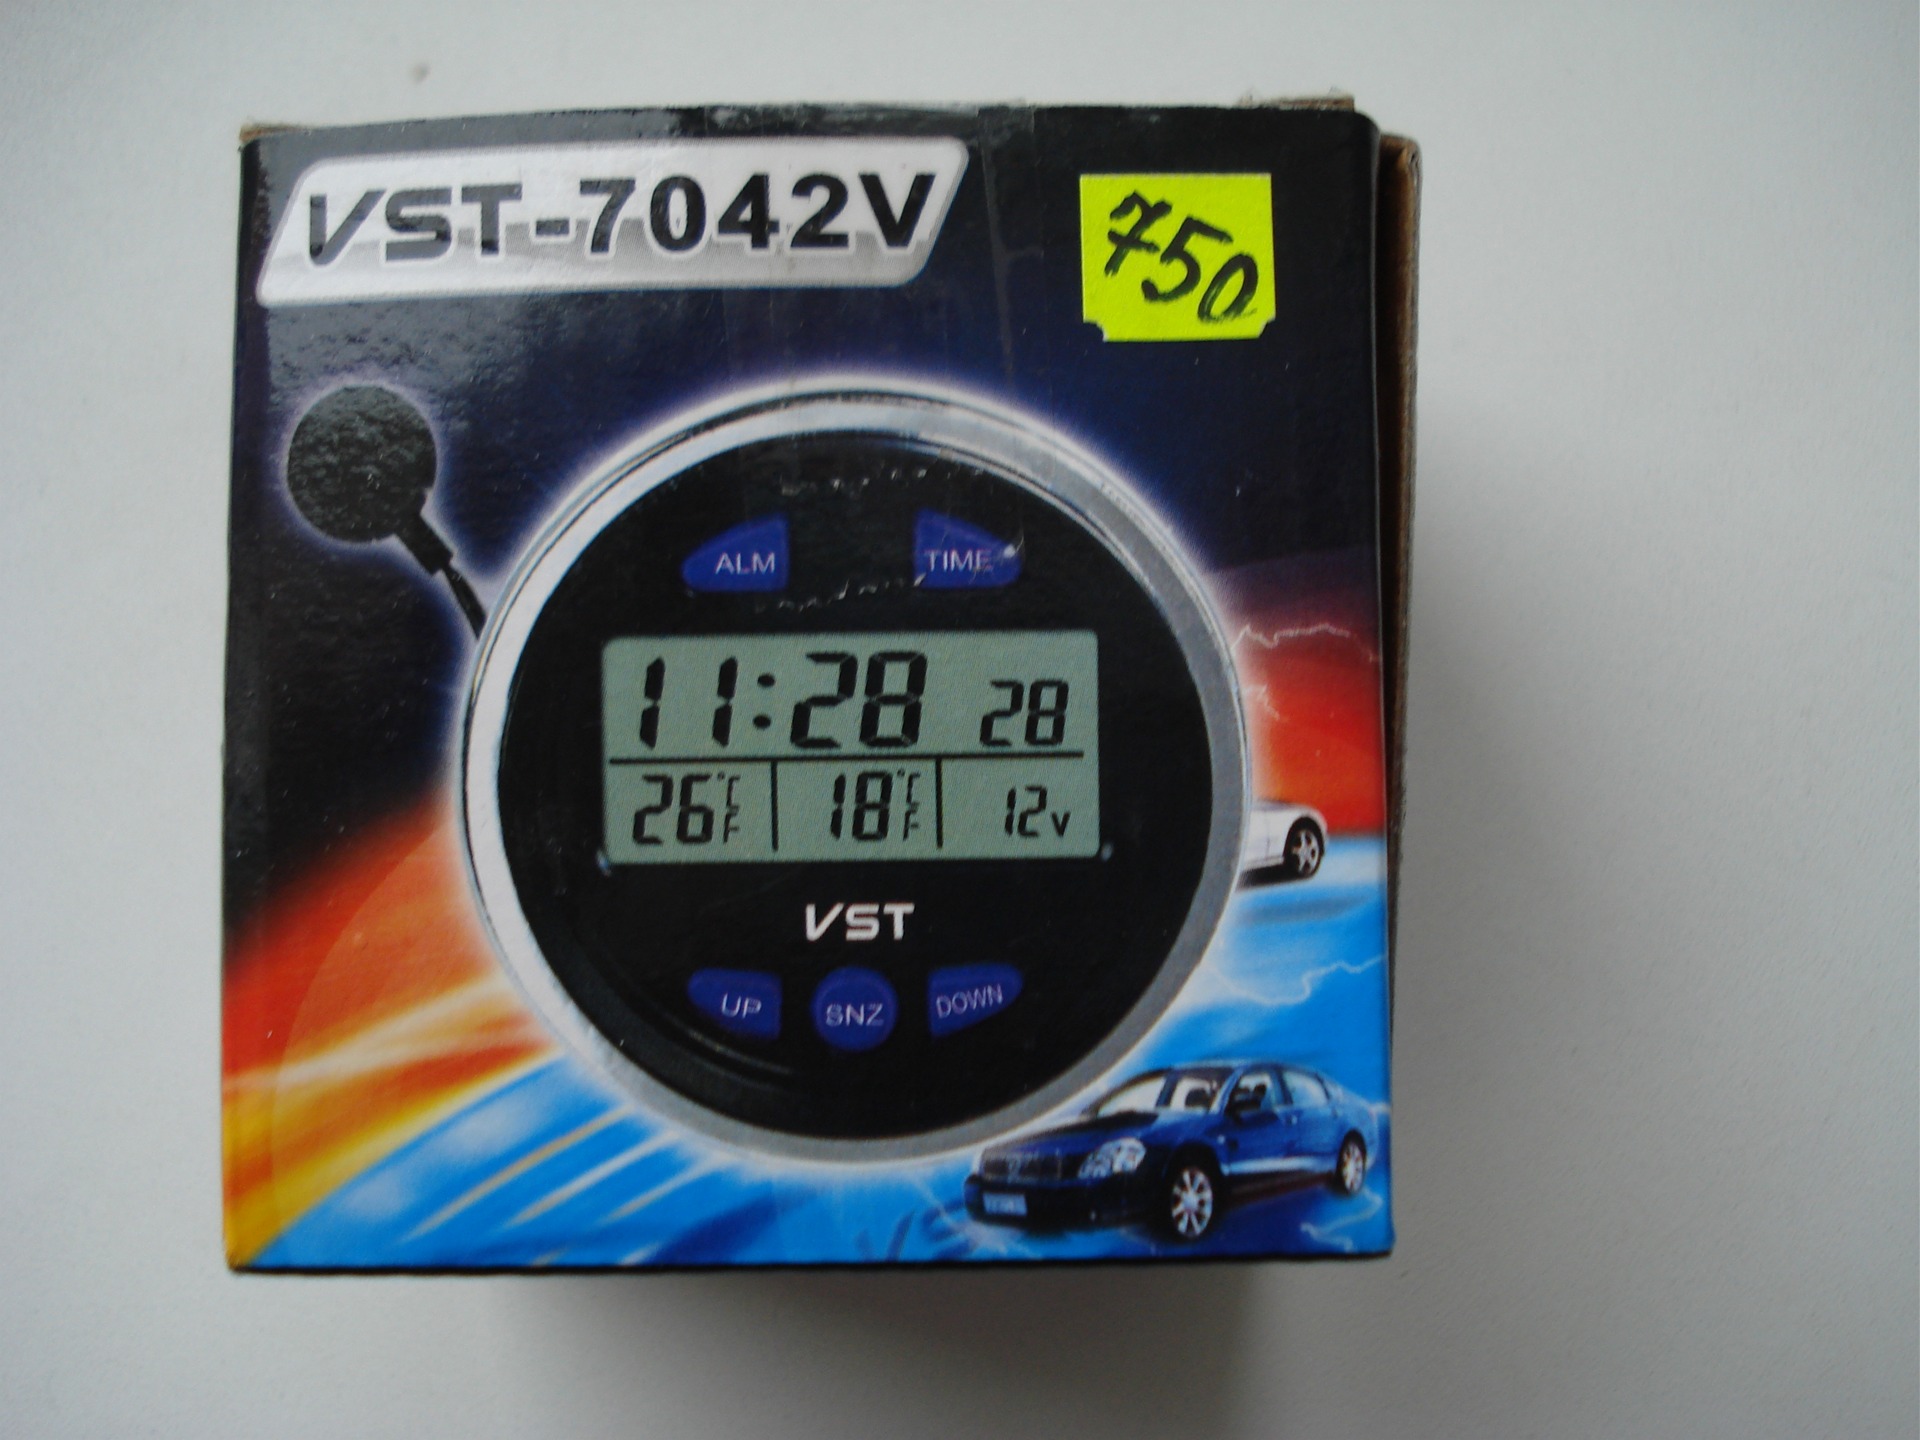 VST-7042V
750
ALM TIME
11:28 28
26°C F 18°C F 12v
VST
UP SNZ DOWN